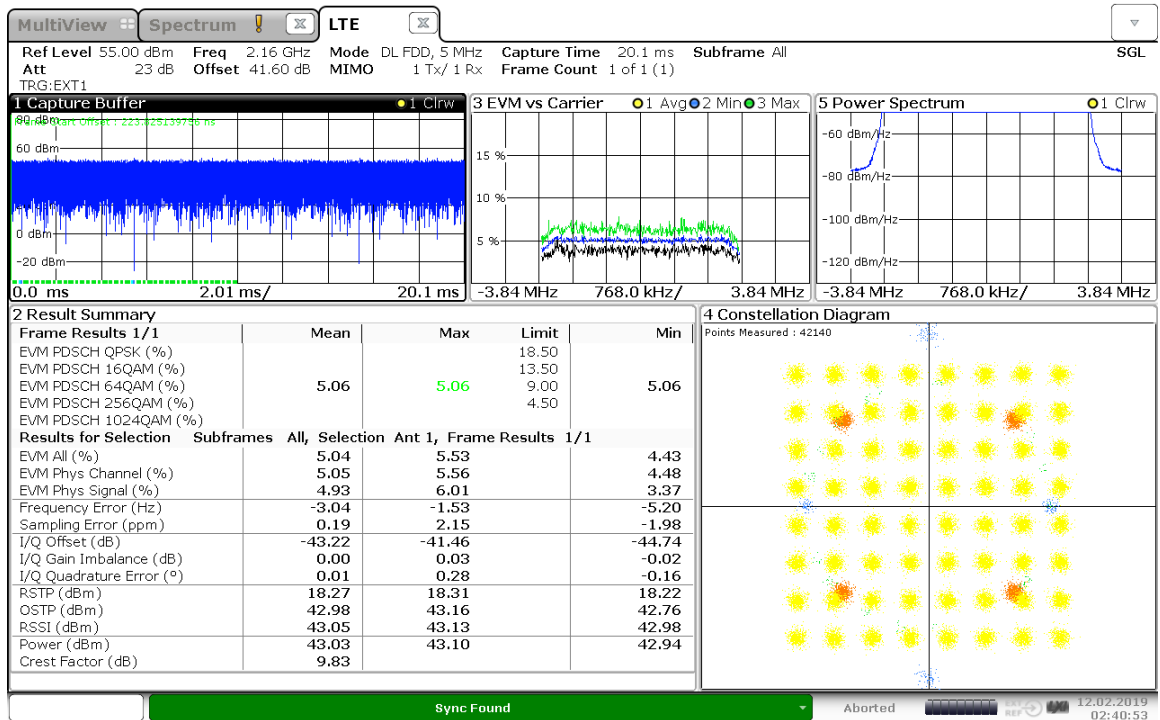 MultiView Spectrum LTE
Ref Level 55.00 dBm Freq 2.16 GHz Mode DL FDD, 5 MHz Capture Time 20.1 ms Subframe All SGL
Att 23 dB Offset 41.60 dB MIMO 1 Tx/ 1 Rx Frame Count 1 of 1 (1)
TRG:EXT1
1 Capture Buffer 1 Clrw
80 dBm
Frame Start Offset : 223.825139756 ns
60 dBm
0 dBm
-20 dBm
0.0 ms 2.01 ms/ 20.1 ms
3 EVM vs Carrier 1 Avg 2 Min 3 Max
15 %
10 %
5 %
-3.84 MHz 768.0 kHz/ 3.84 MHz
5 Power Spectrum 1 Clrw
-60 dBm/Hz
-80 dBm/Hz
-100 dBm/Hz
-120 dBm/Hz
-3.84 MHz 768.0 kHz/ 3.84 MHz
2 Result Summary
Frame Results 1/1 Mean Max Limit Min
EVM PDSCH QPSK (%) 18.50
EVM PDSCH 16QAM (%) 13.50
EVM PDSCH 64QAM (%) 5.06 5.06 9.00 5.06
EVM PDSCH 256QAM (%) 4.50
EVM PDSCH 1024QAM (%)
Results for Selection Subframes All, Selection Ant 1, Frame Results 1/1
EVM All (%) 5.04 5.53 4.43
EVM Phys Channel (%) 5.05 5.56 4.48
EVM Phys Signal (%) 4.93 6.01 3.37
Frequency Error (Hz) -3.04 -1.53 -5.20
Sampling Error (ppm) 0.19 2.15 -1.98
I/Q Offset (dB) -43.22 -41.46 -44.74
I/Q Gain Imbalance (dB) 0.00 0.03 -0.02
I/Q Quadrature Error (°) 0.01 0.28 -0.16
RSTP (dBm) 18.27 18.31 18.22
OSTP (dBm) 42.98 43.16 42.76
RSSI (dBm) 43.05 43.13 42.98
Power (dBm) 43.03 43.10 42.94
Crest Factor (dB) 9.83
4 Constellation Diagram
Points Measured : 42140
Sync Found
Aborted
12.02.2019
02:40:53